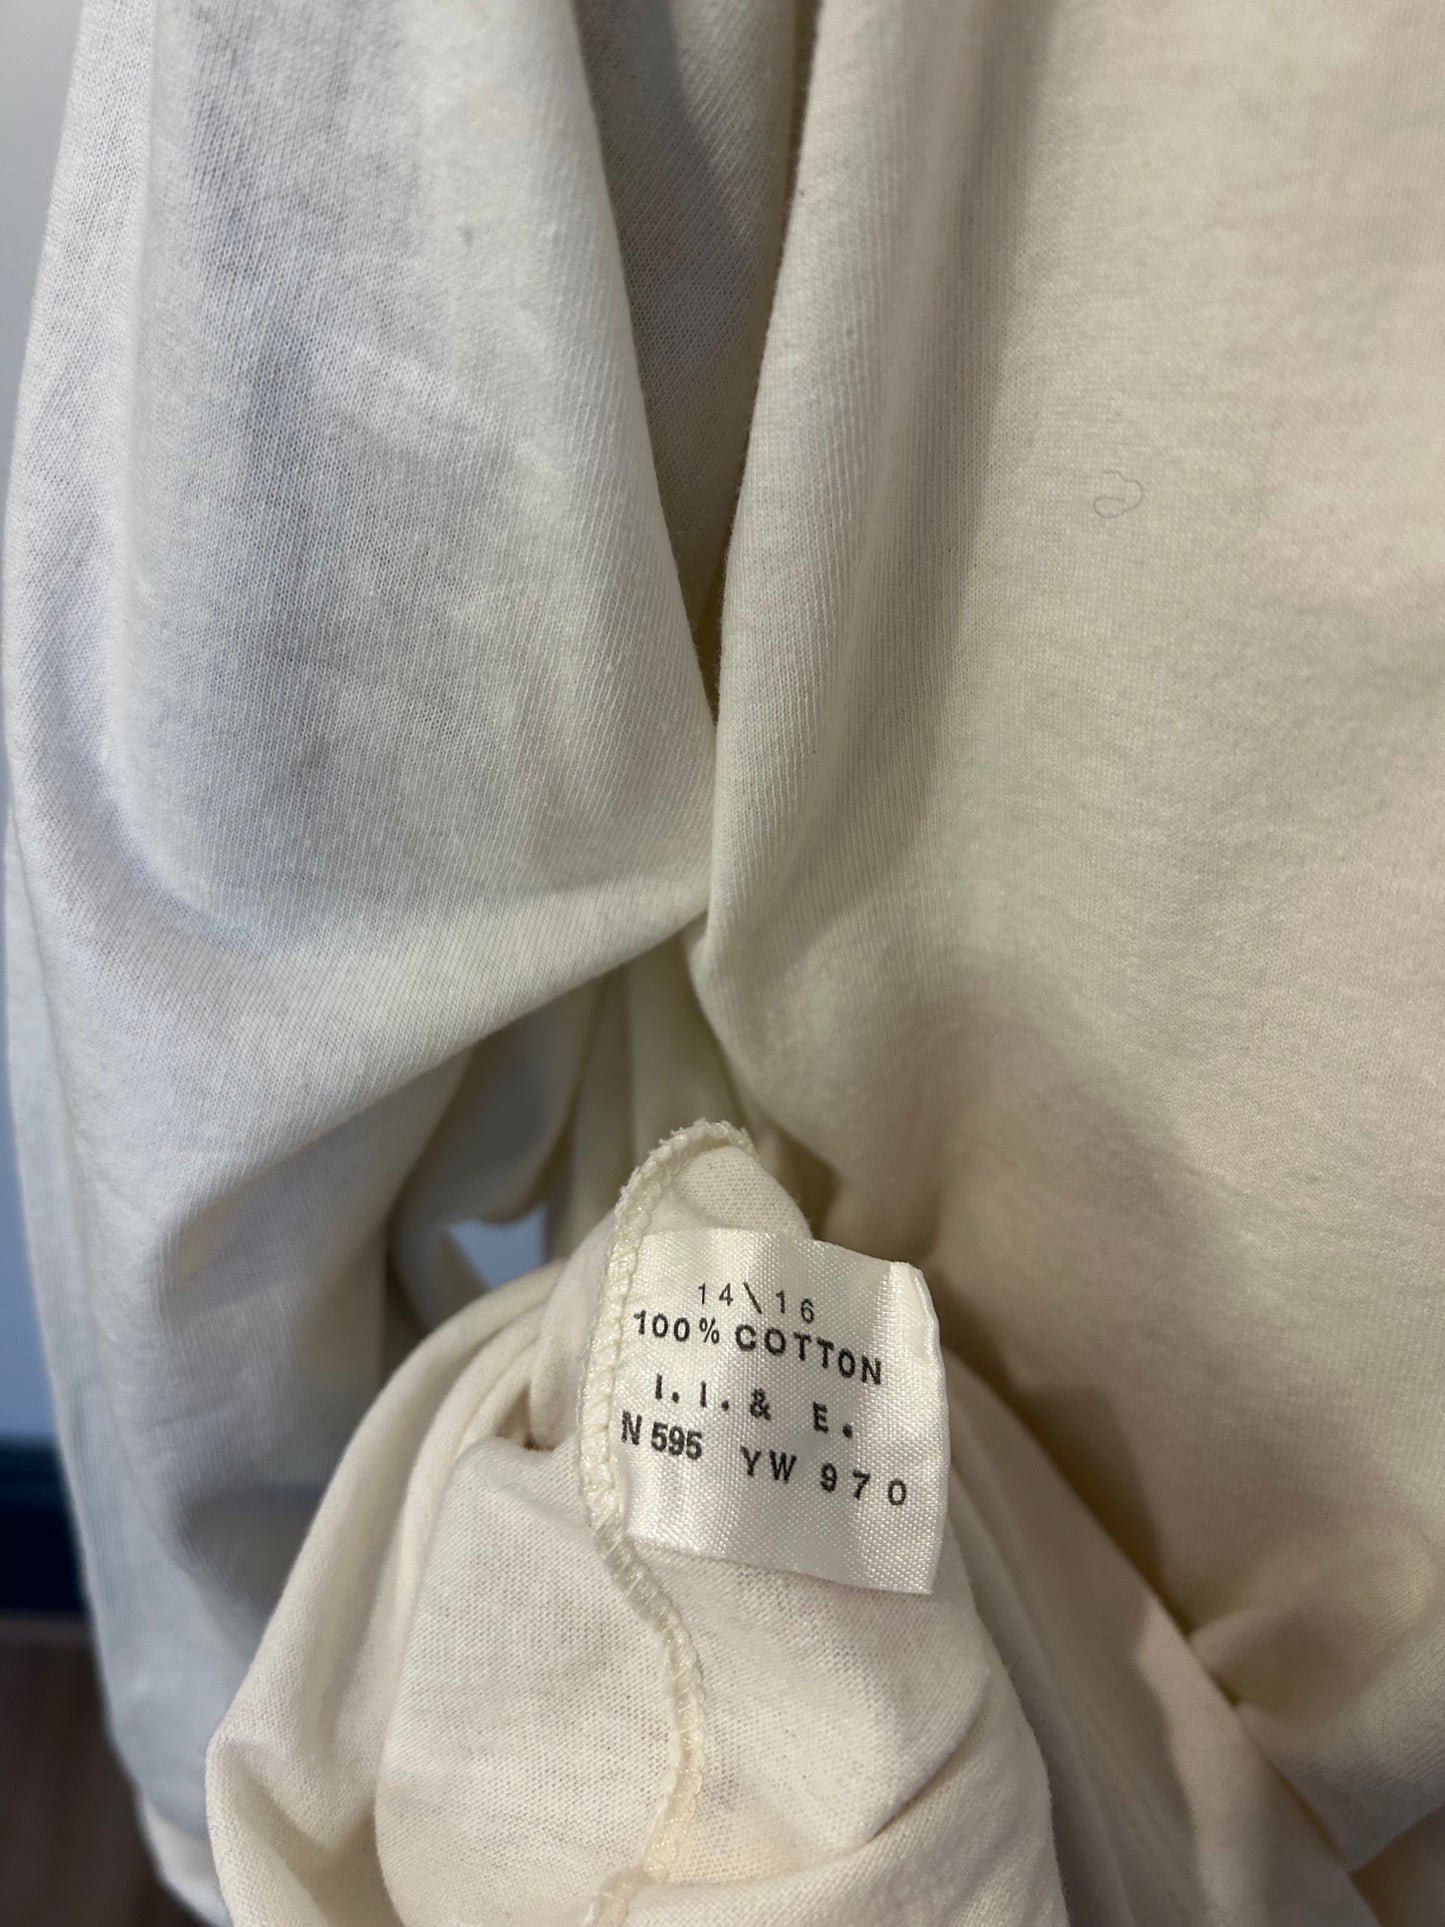 14\16
100% COTTON
I. I. & E.
N 595 YW 970